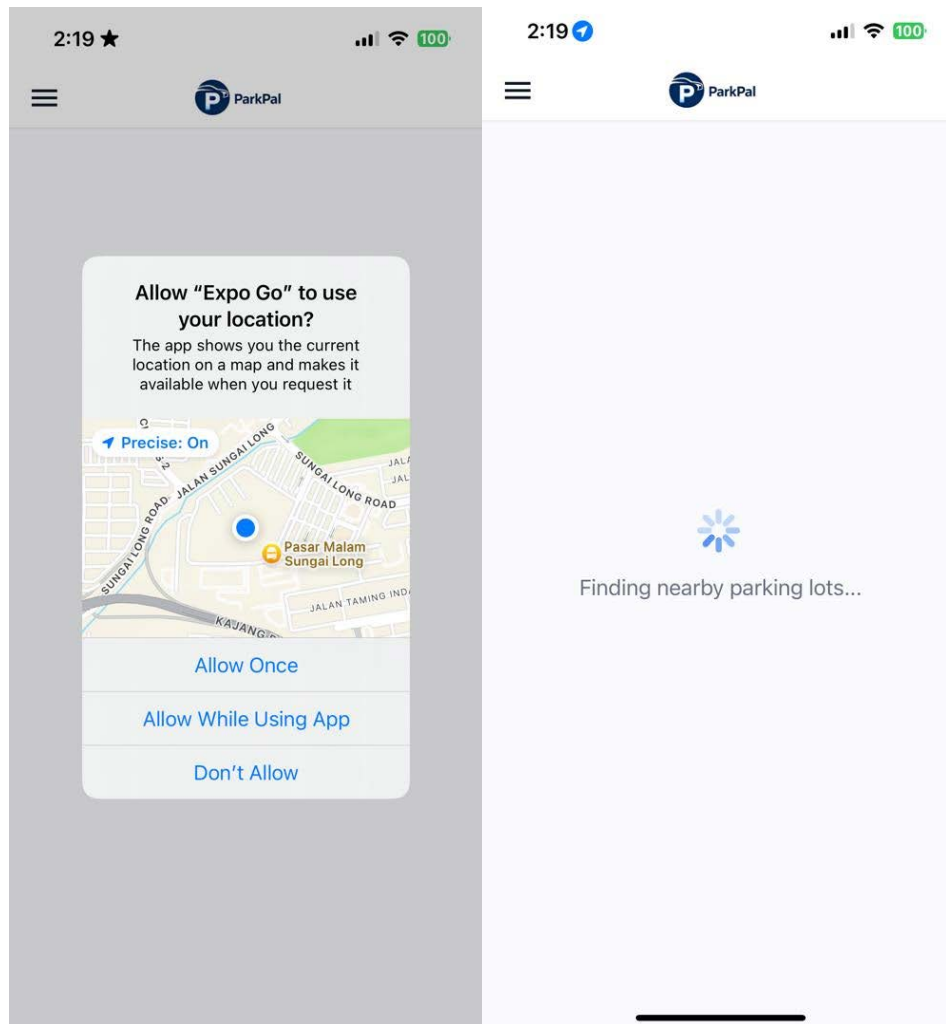 2:19
100
ParkPal
Allow “Expo Go” to use
your location?
The app shows you the current
location on a map and makes it
available when you request it
Precise: On
JALAN SUNGAI LONG
SUNGAI LONG ROAD
SUNGAI LONG ROAD
JAL
Pasar Malam
Sungai Long
JALAN TAMING IND
KAJANG
Allow Once
Allow While Using App
Don’t Allow
2:19
100
ParkPal
Finding nearby parking lots...